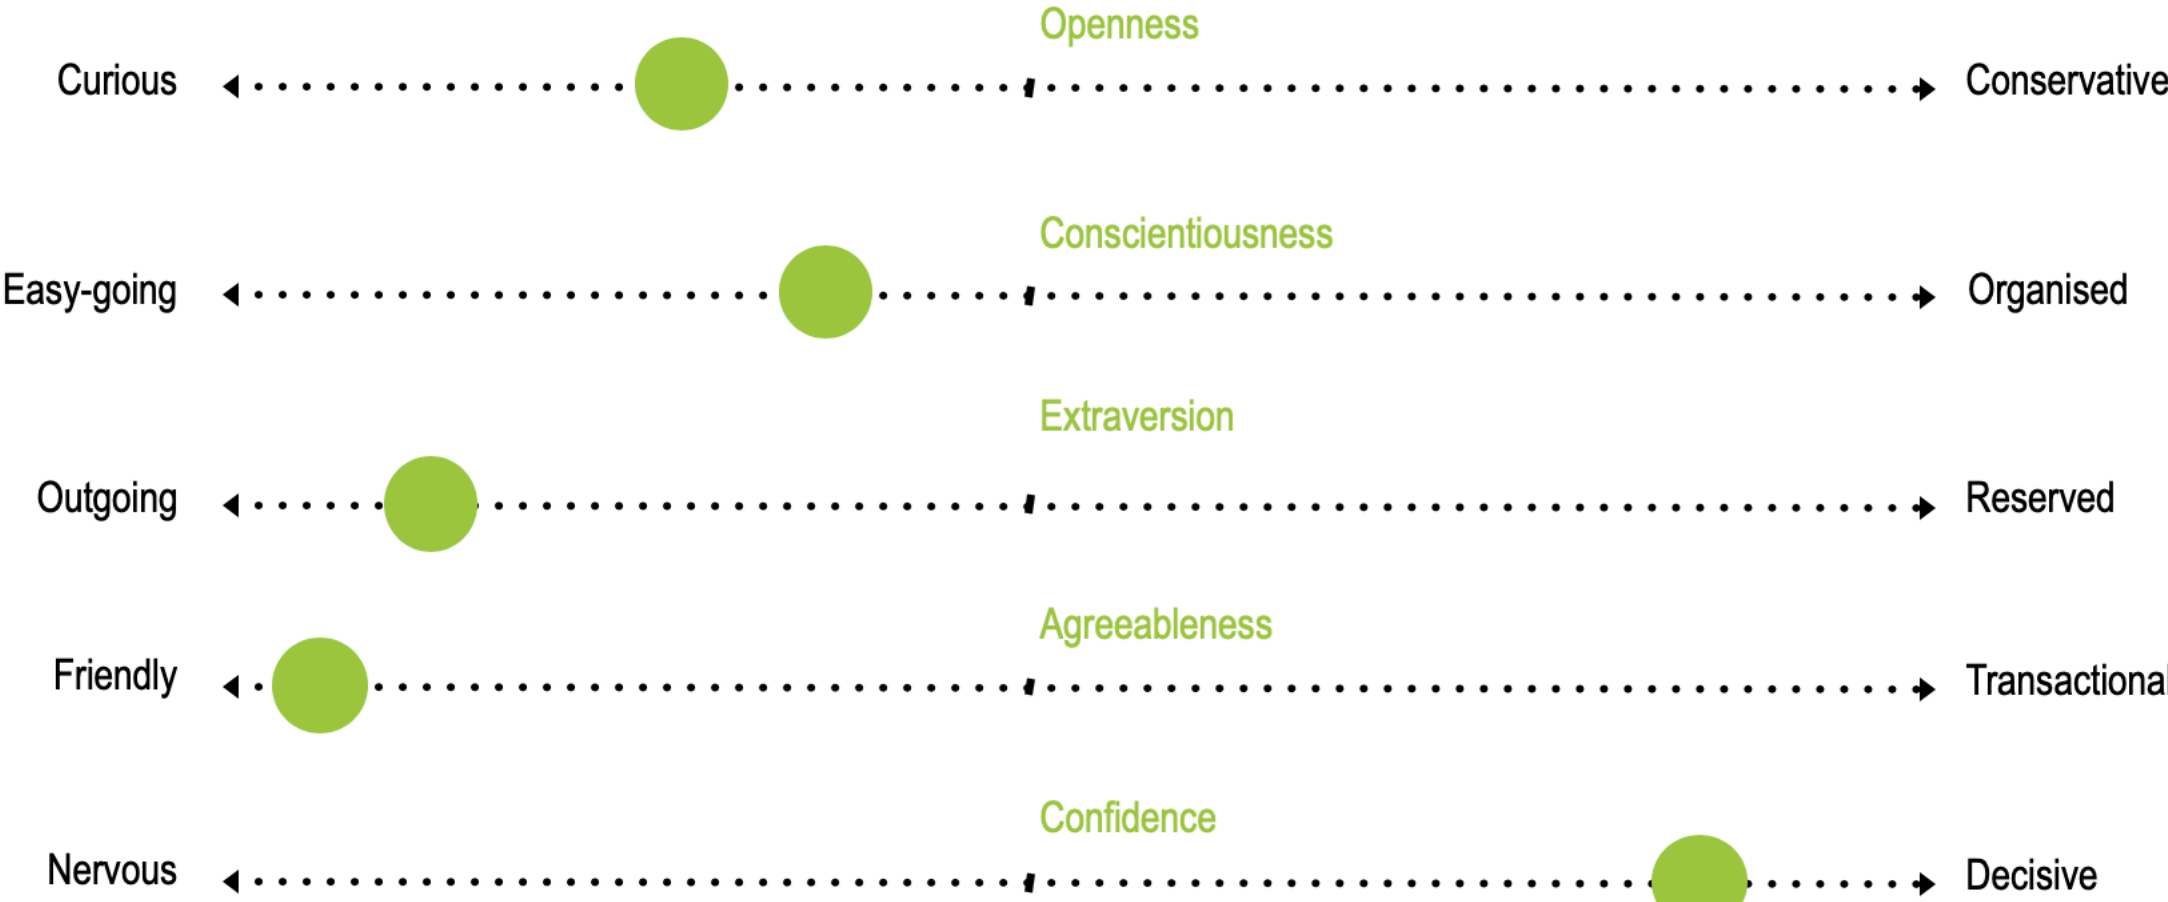 Openness
Curious Conservative
Conscientiousness
Easy-going Organised
Extraversion
Outgoing Reserved
Agreeableness
Friendly Transactional
Confidence
Nervous Decisive